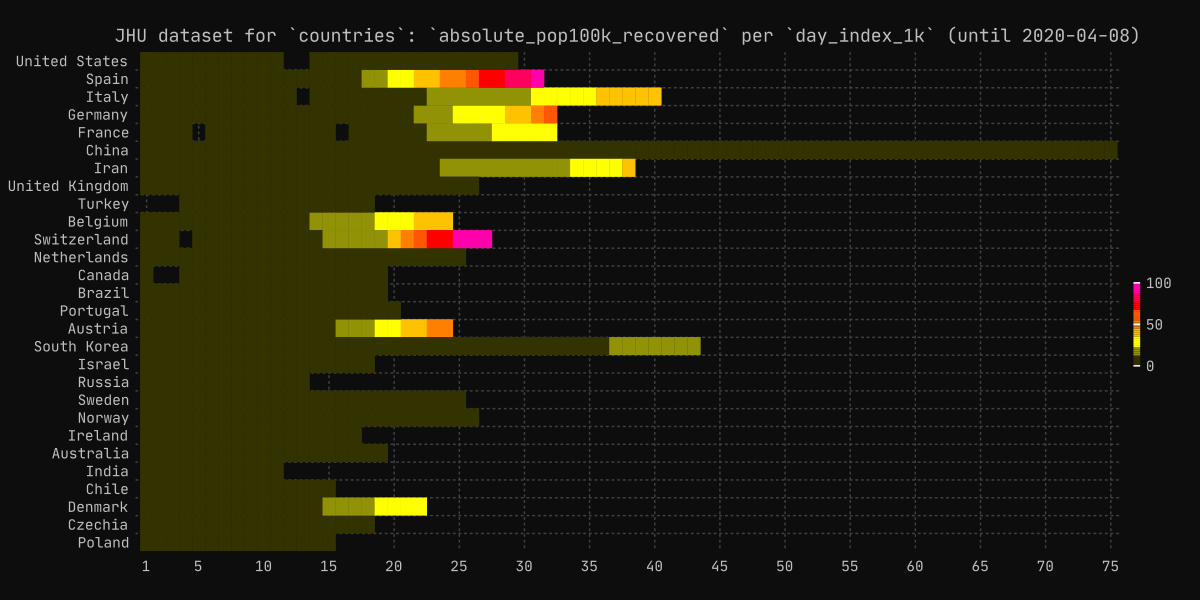 JHU dataset for `countries`: `absolute_pop100k_recovered` per `day_index_1k` (until 2020-04-08)
United States
Spain
Italy
Germany
France
China
Iran
United Kingdom
Turkey
Belgium
Switzerland
Netherlands
Canada
Brazil
Portugal
Austria
South Korea
Israel
Russia
Sweden
Norway
Ireland
Australia
India
Chile
Denmark
Czechia
Poland
1 5 10 15 20 25 30 35 40 45 50 55 60 65 70 75
100
50
0